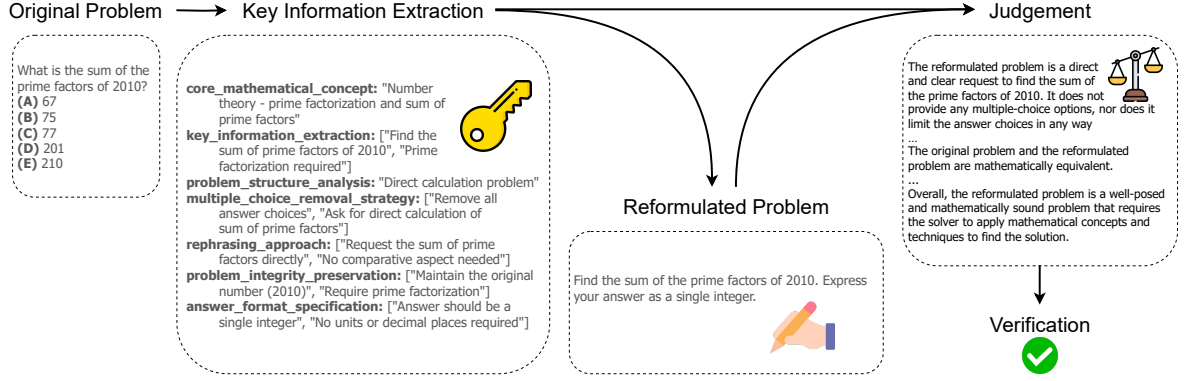 Original Problem
Key Information Extraction
Judgement
What is the sum of the
prime factors of 2010?
(A) 67
(B) 75
(C) 77
(D) 201
(E) 210
core_mathematical_concept: "Number
theory - prime factorization and sum of
prime factors"
key_information_extraction: ["Find the
sum of prime factors of 2010", "Prime
factorization required"]
problem_structure_analysis: "Direct calculation problem"
multiple_choice_removal_strategy: ["Remove all
answer choices", "Ask for direct calculation of
sum of prime factors"]
rephrasing_approach: ["Request the sum of prime
factors directly", "No comparative aspect needed"]
problem_integrity_preservation: ["Maintain the original
number (2010)", "Require prime factorization"]
answer_format_specification: ["Answer should be a
single integer", "No units or decimal places required"]
Reformulated Problem
Find the sum of the prime factors of 2010. Express
your answer as a single integer.
The reformulated problem is a direct
and clear request to find the sum of
the prime factors of 2010. It does not
provide any multiple-choice options, nor does it
limit the answer choices in any way
...
The original problem and the reformulated
problem are mathematically equivalent.
...
Overall, the reformulated problem is a well-posed
and mathematically sound problem that requires
the solver to apply mathematical concepts and
techniques to find the solution.
Verification